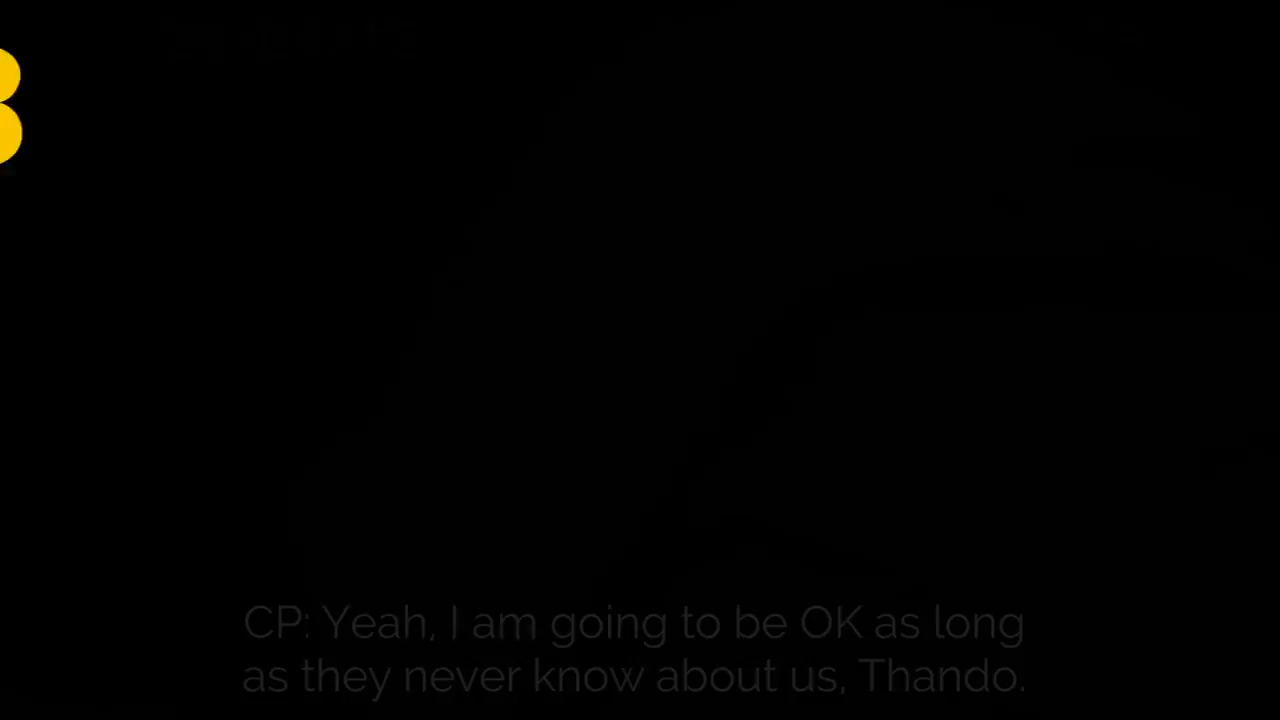 CP: Yeah, I am going to be OK as long
as they never know about us, Thando.